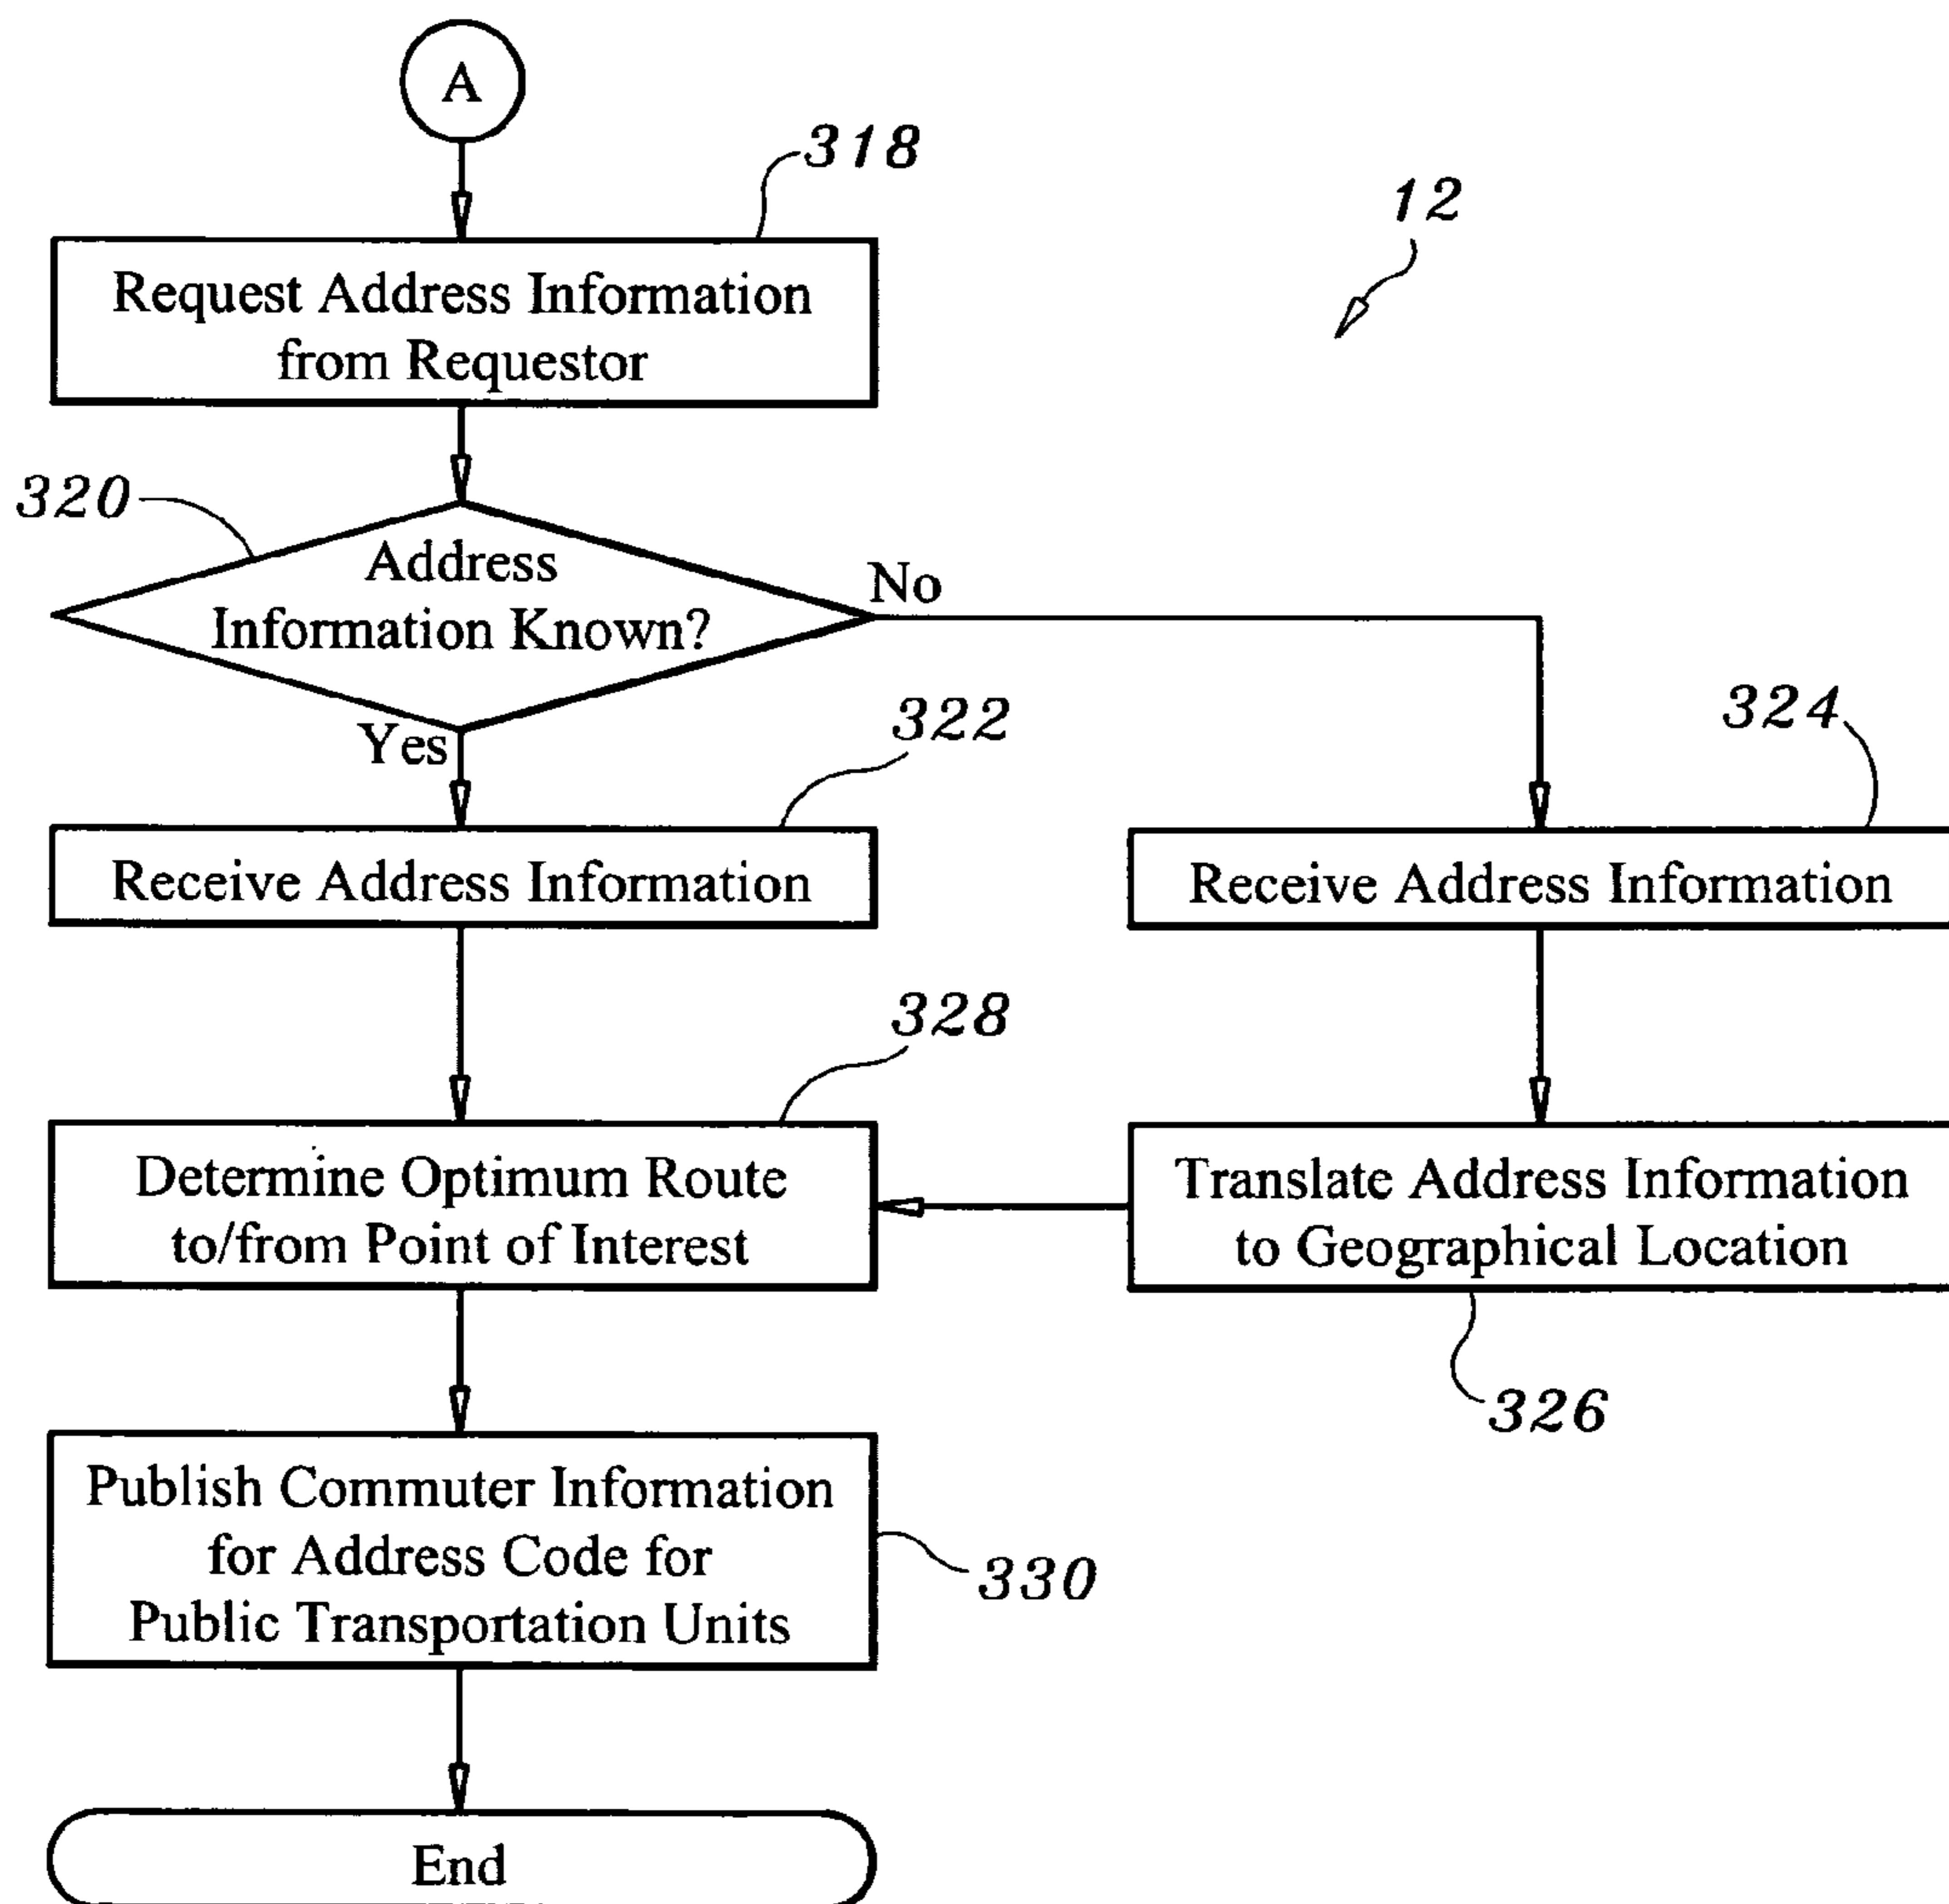 A
318
12
Request Address Information
from Requestor
320
Address
Information Known?
No
Yes
322
324
Receive Address Information
Receive Address Information
328
Determine Optimum Route
to/from Point of Interest
Translate Address Information
to Geographical Location
326
Publish Commuter Information
for Address Code for
Public Transportation Units
330
End